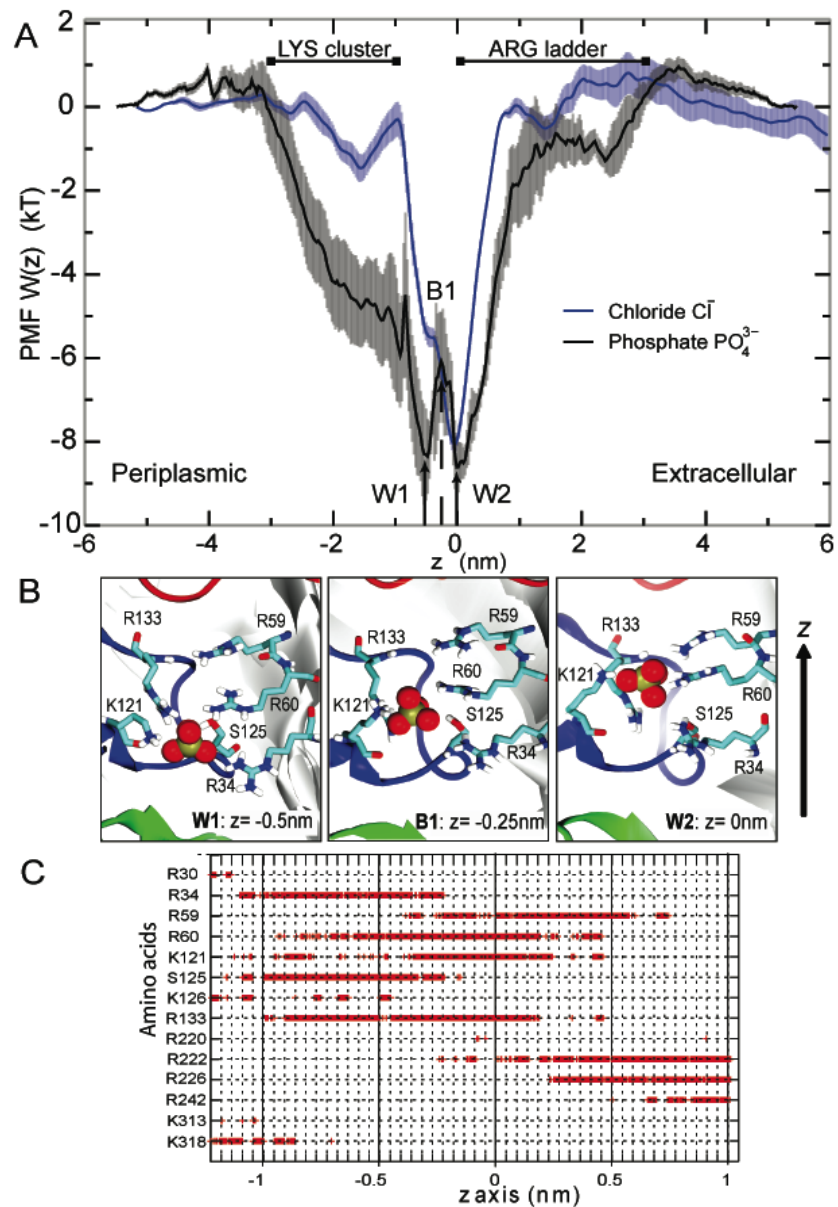 A
LYS cluster
ARG ladder
B1
Chloride Cl⁻
Phosphate PO₄³⁻
Periplasmic
Extracellular
W1
W2
PMF W(z) (kT)
2
0
-2
-4
-6
-8
-10
-6 -4 -2 0 2 4 6
z (nm)
B
R133
R59
K121
R60
S125
R34
W1: z= -0.5nm
R133
R59
R60
K121
S125
R34
B1: z= -0.25nm
R133
R59
K121
R60
S125
R34
W2: z= 0nm
z
C
Amino acids
R30
R34
R59
R60
K121
S125
K126
R133
R220
R222
R226
R242
K313
K318
-1 -0.5 0 0.5 1
z axis (nm)